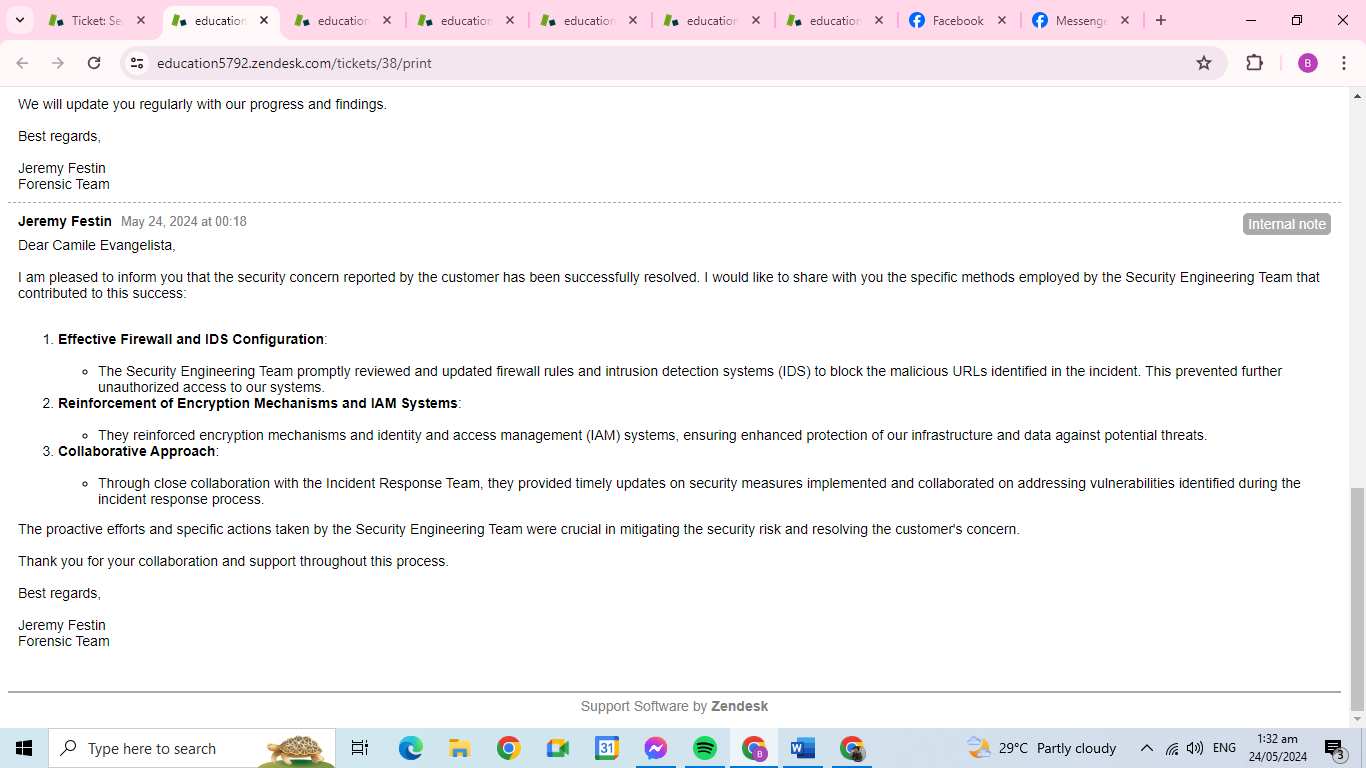 Ticket: Se
education
education
education
education
education
education
Facebook
Messenge
education5792.zendesk.com/tickets/38/print
B
We will update you regularly with our progress and findings.
Best regards,
Jeremy Festin
Forensic Team
Jeremy Festin May 24, 2024 at 00:18
Internal note
Dear Camile Evangelista,
I am pleased to inform you that the security concern reported by the customer has been successfully resolved. I would like to share with you the specific methods employed by the Security Engineering Team that
contributed to this success:
1. Effective Firewall and IDS Configuration:
The Security Engineering Team promptly reviewed and updated firewall rules and intrusion detection systems (IDS) to block the malicious URLs identified in the incident. This prevented further
unauthorized access to our systems.
2. Reinforcement of Encryption Mechanisms and IAM Systems:
They reinforced encryption mechanisms and identity and access management (IAM) systems, ensuring enhanced protection of our infrastructure and data against potential threats.
3. Collaborative Approach:
Through close collaboration with the Incident Response Team, they provided timely updates on security measures implemented and collaborated on addressing vulnerabilities identified during the
incident response process.
The proactive efforts and specific actions taken by the Security Engineering Team were crucial in mitigating the security risk and resolving the customer's concern.
Thank you for your collaboration and support throughout this process.
Best regards,
Jeremy Festin
Forensic Team
Support Software by Zendesk
Type here to search
31
B
W
29°C Partly cloudy
ENG
1:32 am
24/05/2024
3